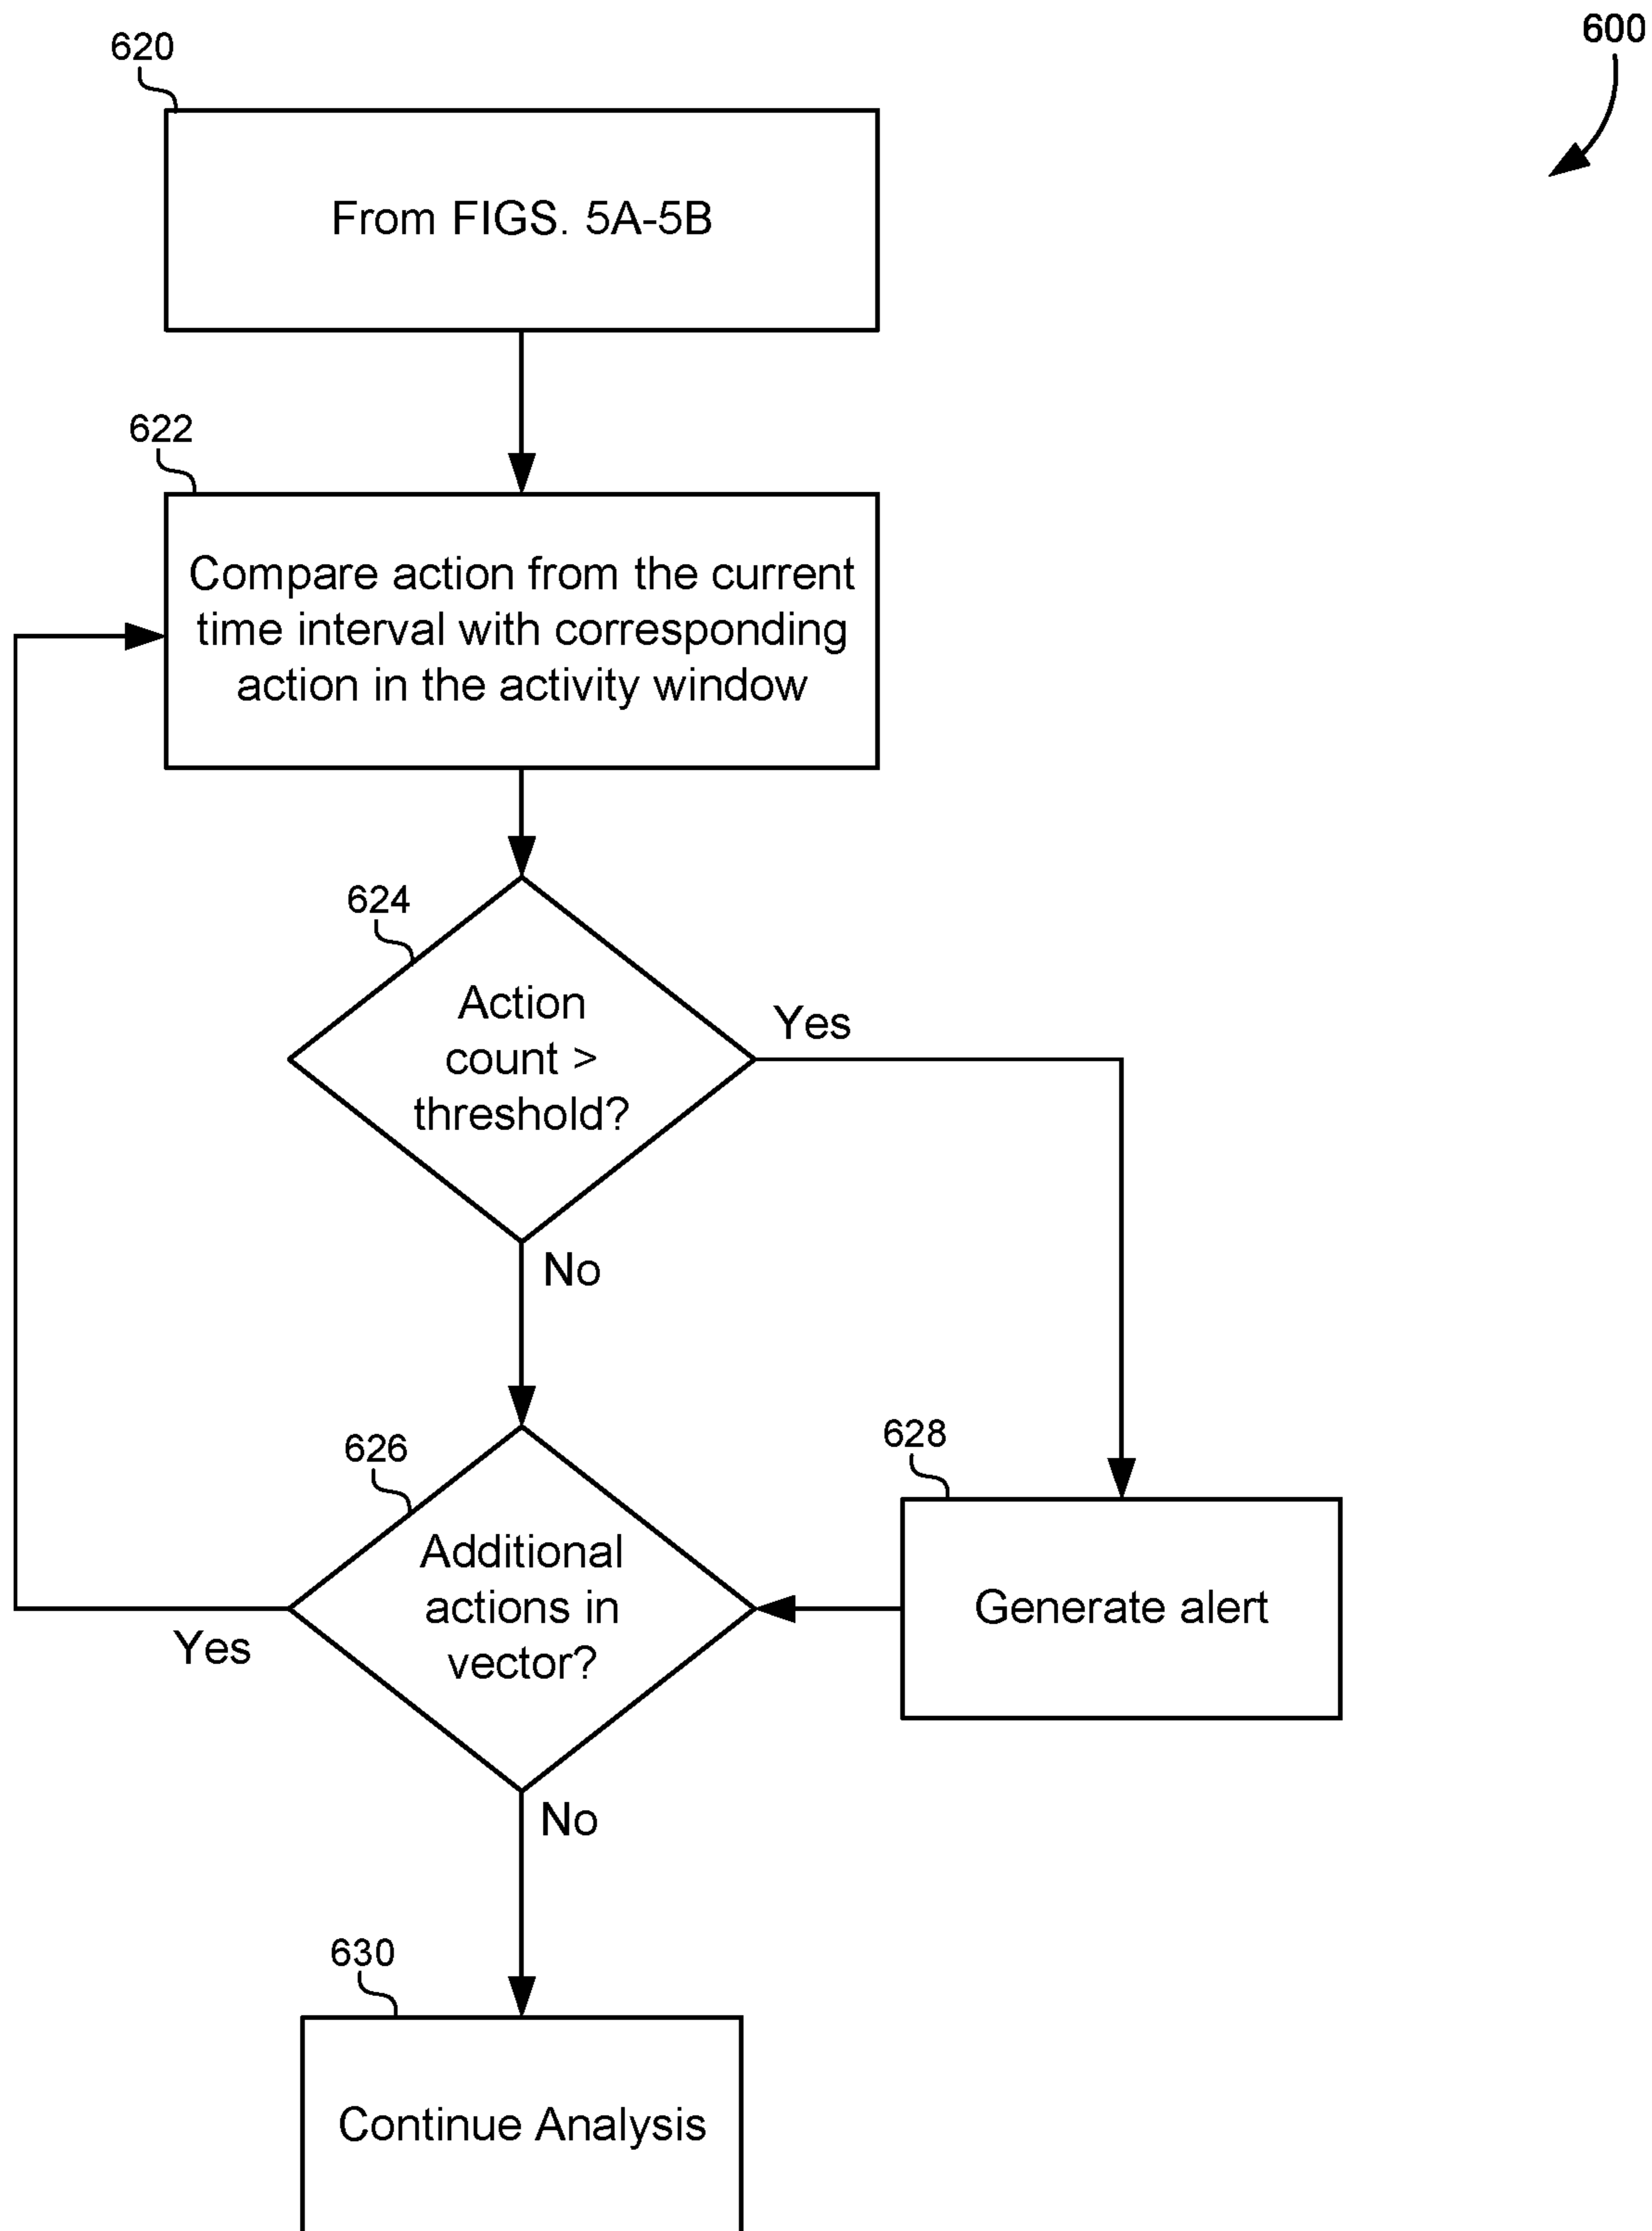 600
620
From FIGS. 5A-5B
622
Compare action from the current
time interval with corresponding
action in the activity window
624
Action
count >
threshold?
Yes
No
626
Additional
actions in
vector?
Yes
No
628
Generate alert
630
Continue Analysis